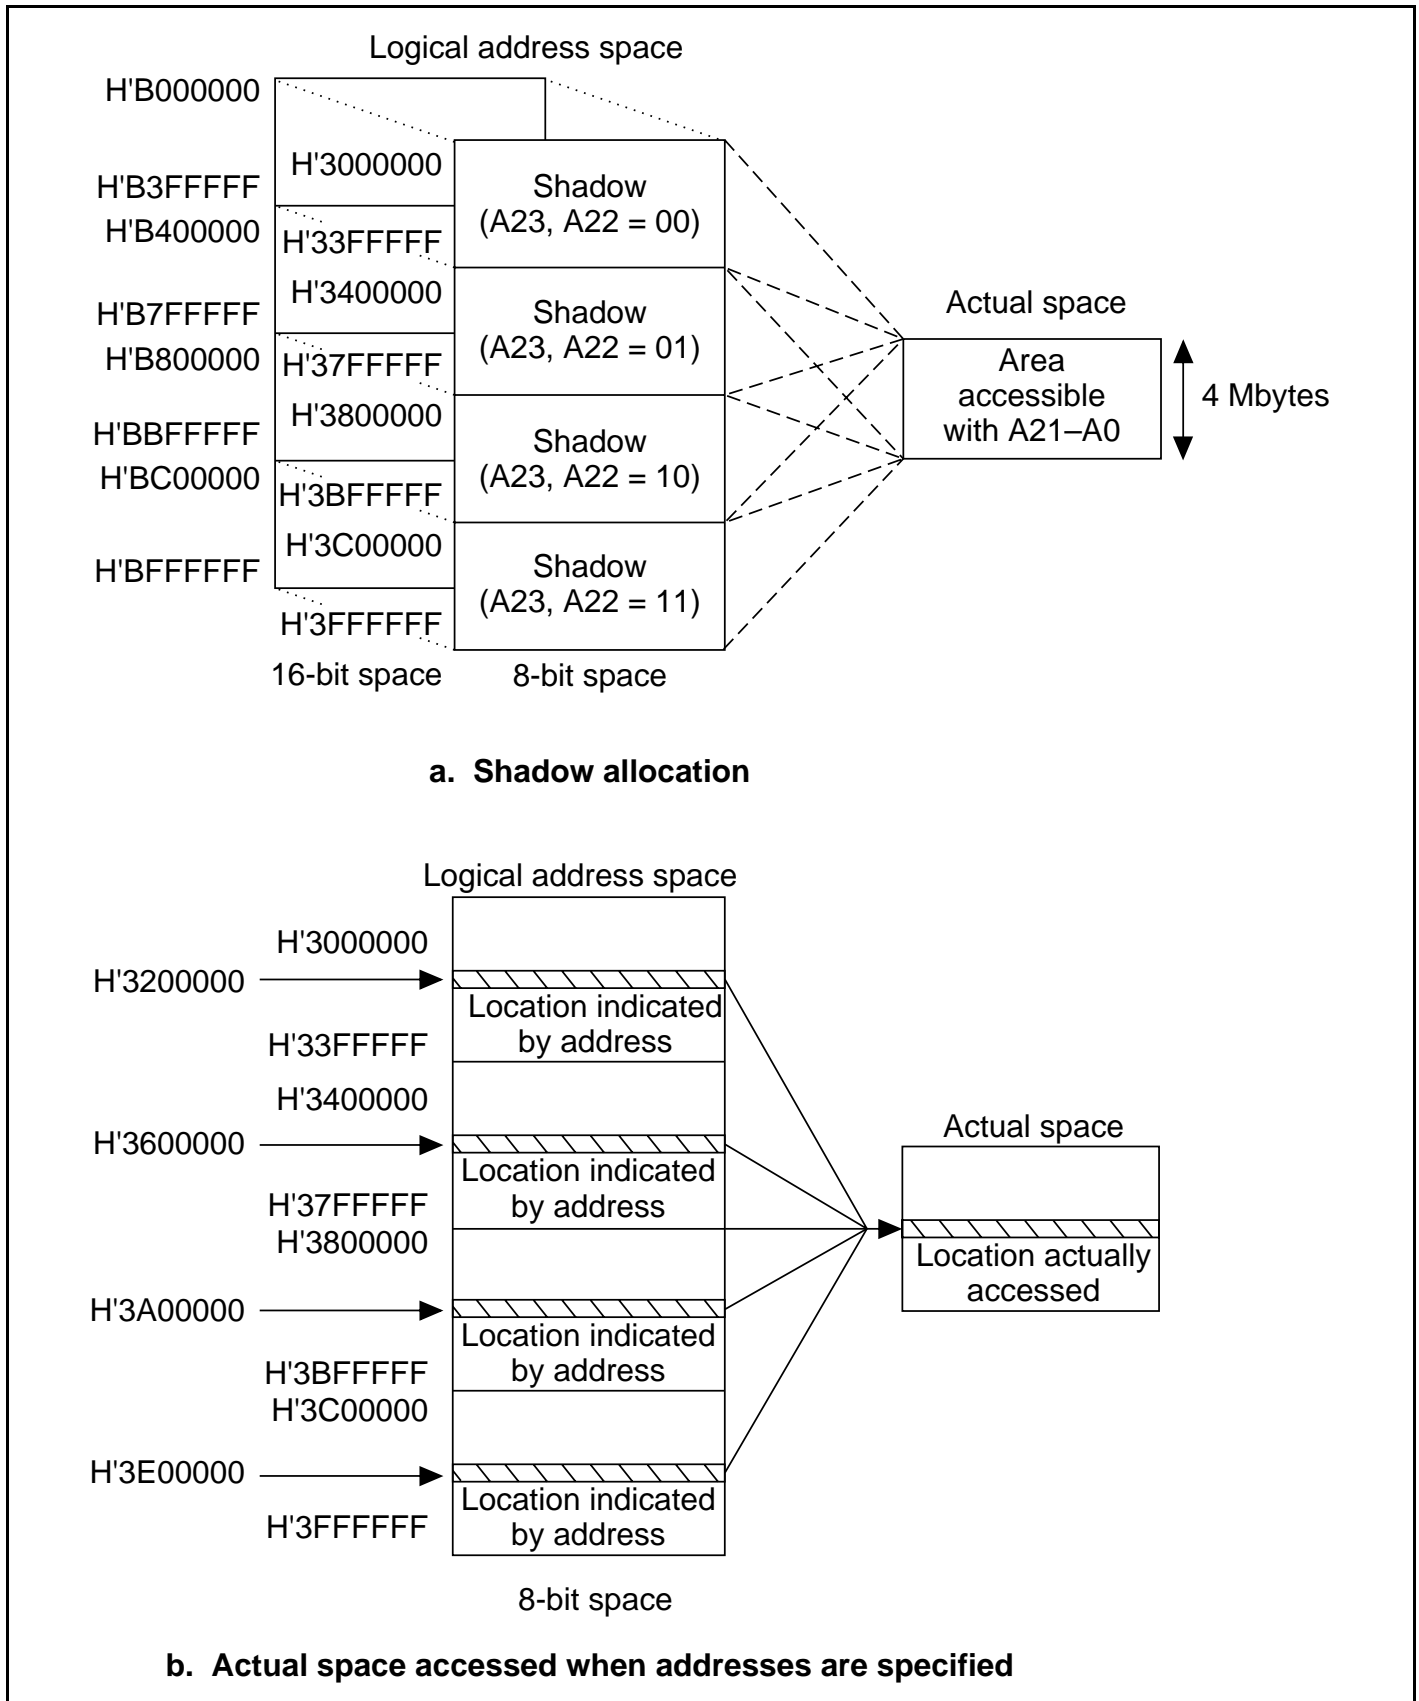 Logical address space
H'B000000
H'3000000
H'B3FFFFF
H'B400000
H'33FFFFF
H'3400000
H'B7FFFFF
H'B800000
H'37FFFFF
H'3800000
H'BBFFFFF
H'BC00000
H'3BFFFFF
H'3C00000
H'BFFFFFF
H'3FFFFFF
16-bit space
8-bit space
Shadow
(A23, A22 = 00)
Shadow
(A23, A22 = 01)
Shadow
(A23, A22 = 10)
Shadow
(A23, A22 = 11)
Actual space
Area
accessible
with A21–A0
4 Mbytes
a. Shadow allocation
Logical address space
H'3000000
H'3200000
Location indicated
by address
H'33FFFFF
H'3400000
H'3600000
Location indicated
by address
H'37FFFFF
H'3800000
H'3A00000
Location indicated
by address
H'3BFFFFF
H'3C00000
H'3E00000
Location indicated
by address
H'3FFFFFF
8-bit space
Actual space
Location actually
accessed
b. Actual space accessed when addresses are specified